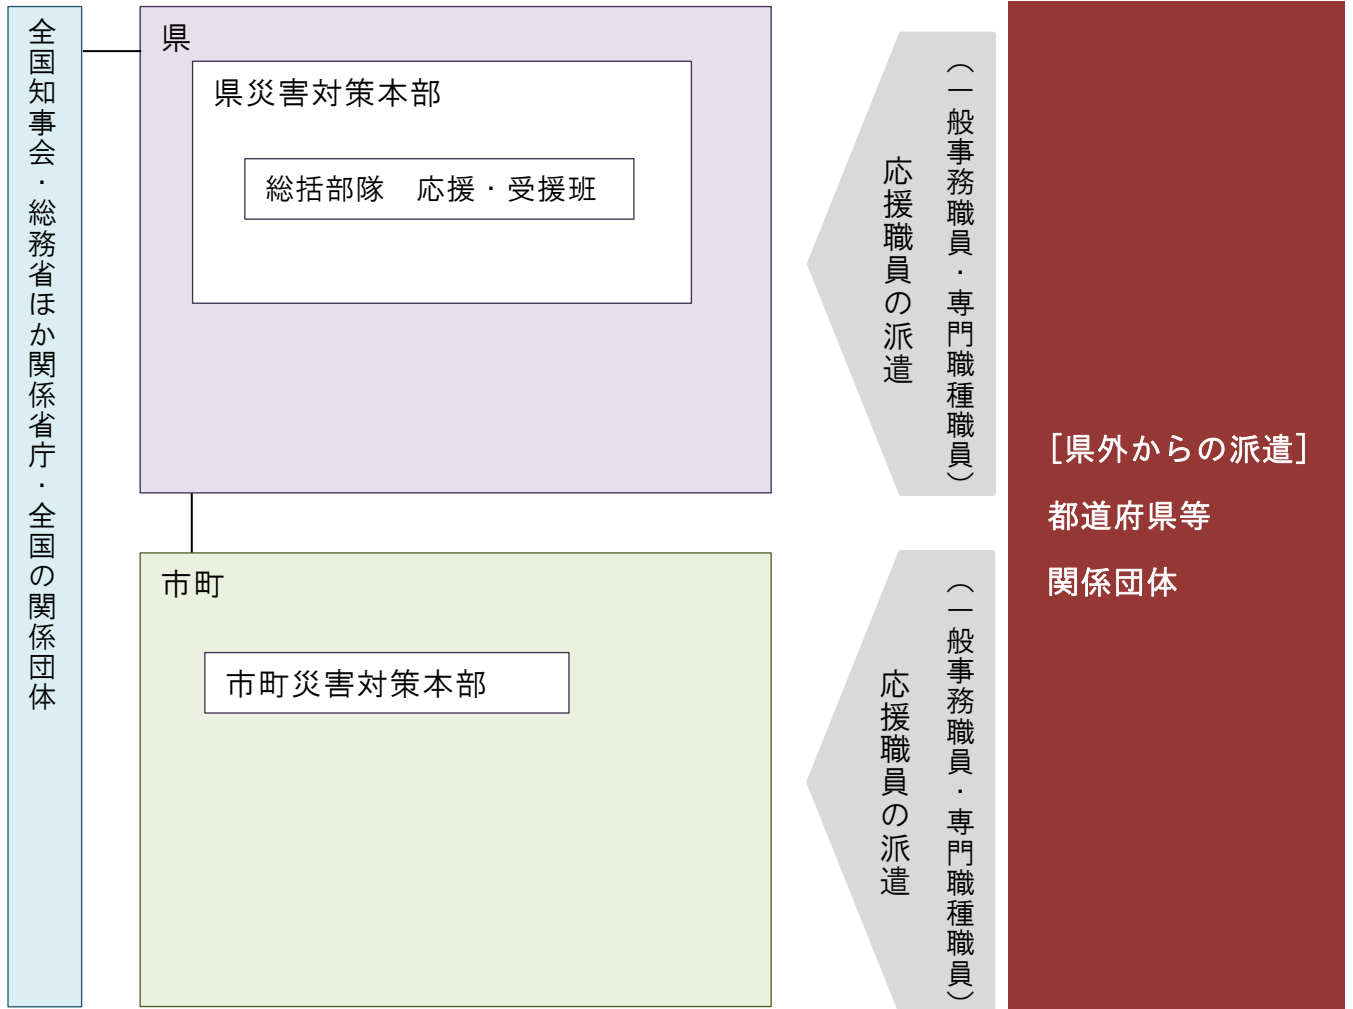 全国知事会・総務省ほか関係省庁・全国の関係団体
県
県災害対策本部
総括部隊　応援・受援班
市町
市町災害対策本部
応援職員の派遣
（一般事務職員・専門職種職員）
応援職員の派遣
（一般事務職員・専門職種職員）
［県外からの派遣］
都道府県等
関係団体